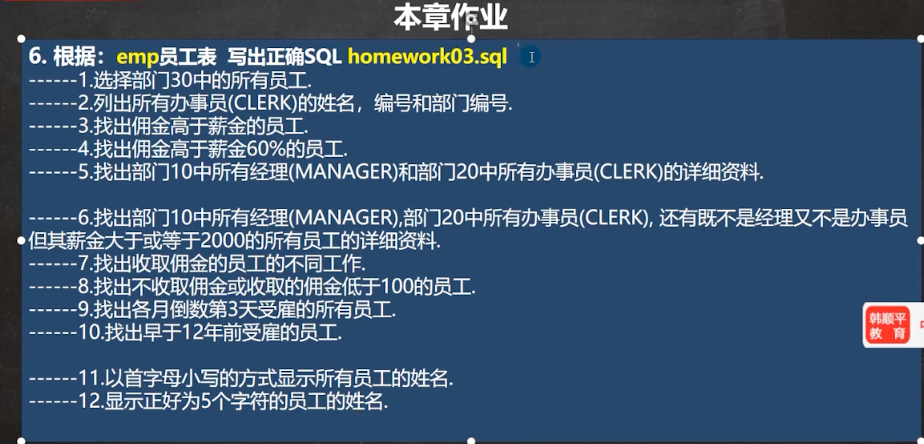 本章作业
6. 根据：emp员工表 写出正确SQL homework03.sql
------1.选择部门30中的所有员工.
------2.列出所有办事员(CLERK)的姓名，编号和部门编号.
------3.找出佣金高于薪金的员工.
------4.找出佣金高于薪金60%的员工.
------5.找出部门10中所有经理(MANAGER)和部门20中所有办事员(CLERK)的详细资料.
------6.找出部门10中所有经理(MANAGER),部门20中所有办事员(CLERK), 还有既不是经理又不是办事员
但其薪金大于或等于2000的所有员工的详细资料.
------7.找出收取佣金的员工的不同工作.
------8.找出不收取佣金或收取的佣金低于100的员工.
------9.找出各月倒数第3天受雇的所有员工.
------10.找出早于12年前受雇的员工.
韩顺平
教 育
------11.以首字母小写的方式显示所有员工的姓名.
------12.显示正好为5个字符的员工的姓名.